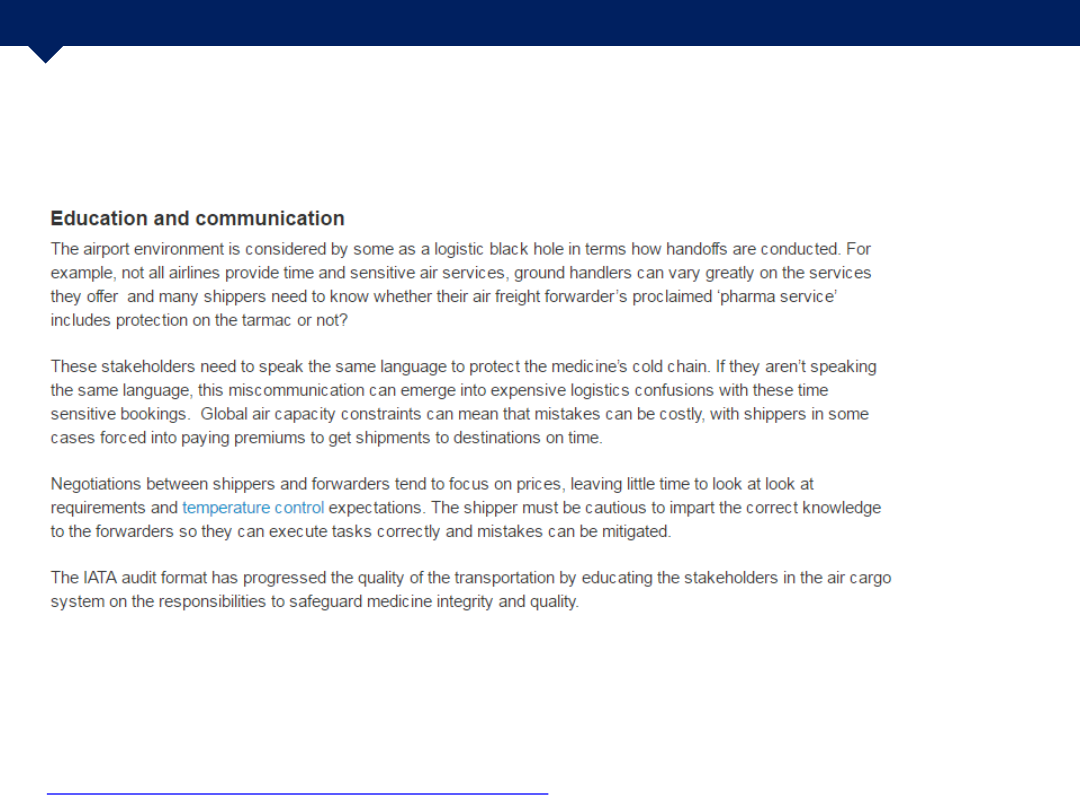 Education and communication
The airport environment is considered by some as a logistic black hole in terms how handoffs are conducted. For
example, not all airlines provide time and sensitive air services, ground handlers can vary greatly on the services
they offer  and many shippers need to know whether their air freight forwarder’s proclaimed ‘pharma service’
includes protection on the tarmac or not?
These stakeholders need to speak the same language to protect the medicine’s cold chain. If they aren’t speaking
the same language, this miscommunication can emerge into expensive logistics confusions with these time
sensitive bookings.  Global air capacity constraints can mean that mistakes can be costly, with shippers in some
cases forced into paying premiums to get shipments to destinations on time.
Negotiations between shippers and forwarders tend to focus on prices, leaving little time to look at look at
requirements and temperature control expectations. The shipper must be cautious to impart the correct knowledge
to the forwarders so they can execute tasks correctly and mistakes can be mitigated.
The IATA audit format has progressed the quality of the transportation by educating the stakeholders in the air cargo
system on the responsibilities to safeguard medicine integrity and quality.